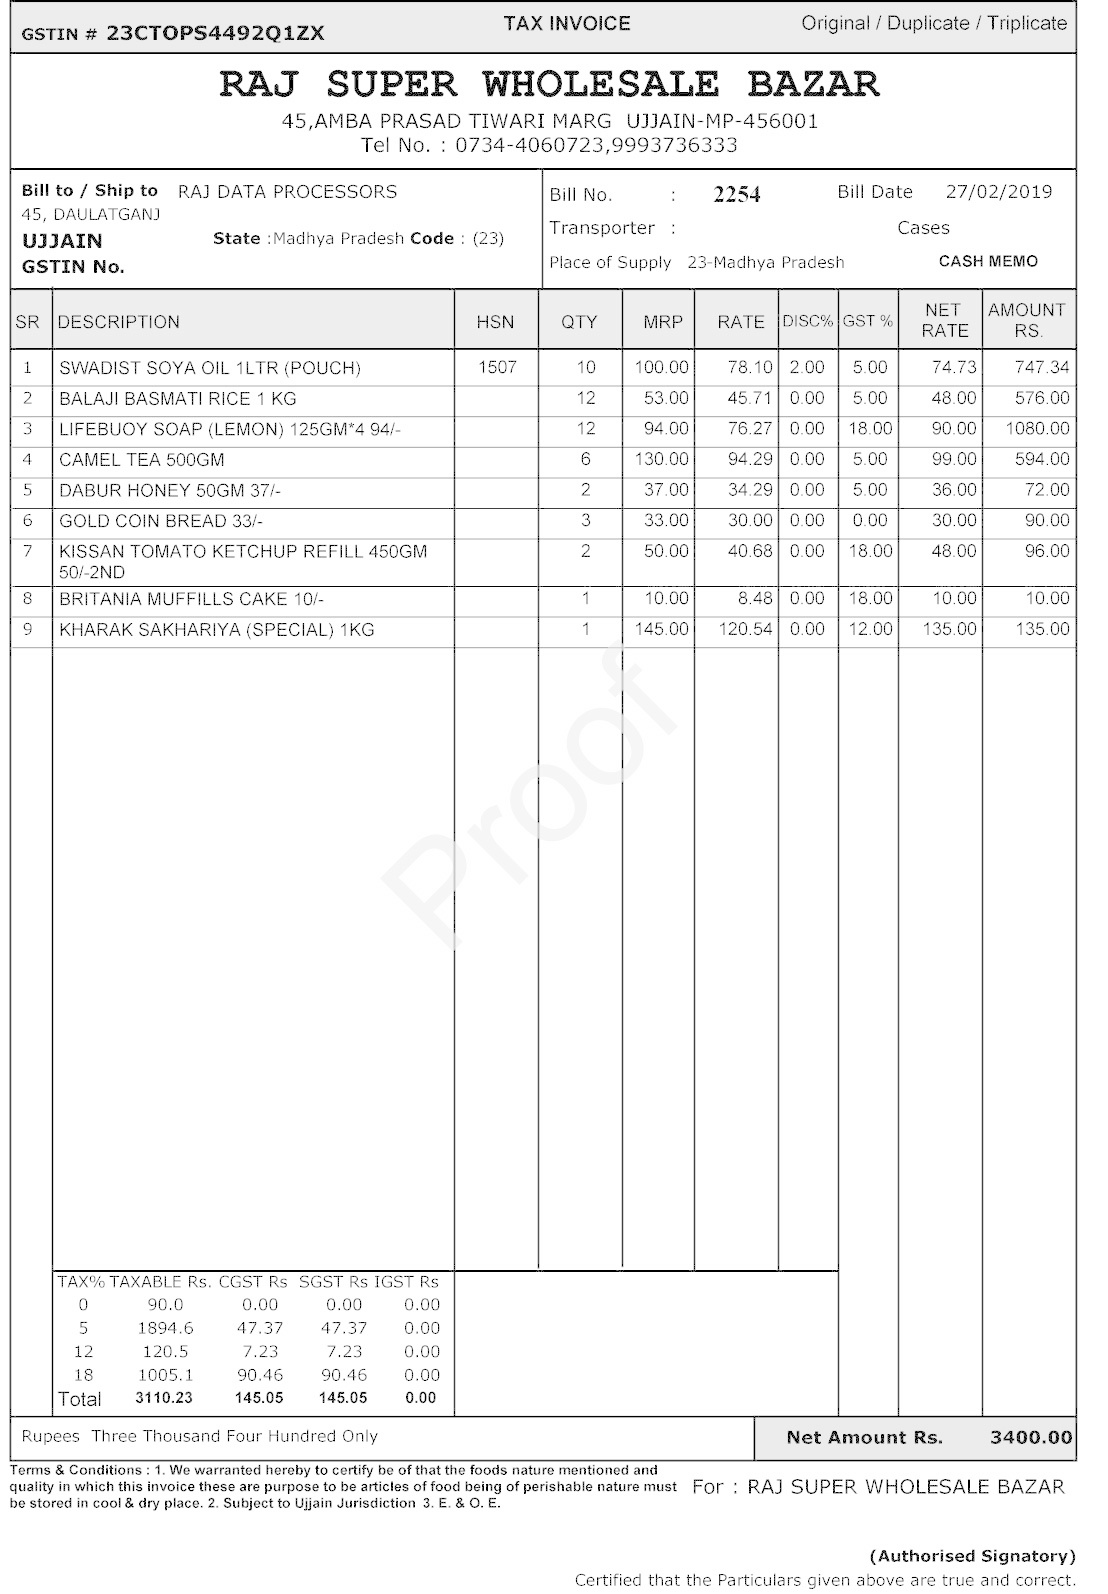 GSTIN # 23CTOPS4492Q1ZX TAX INVOICE Original / Duplicate / Triplicate
RAJ SUPER WHOLESALE BAZAR
45,AMBA PRASAD TIWARI MARG UJJAIN-MP-456001
Tel No. : 0734-4060723,9993736333
Bill to / Ship to RAJ DATA PROCESSORS
45, DAULATGANJ
UJJAIN State :Madhya Pradesh Code : (23)
GSTIN No.
Bill No. : 2254 Bill Date 27/02/2019
Transporter : Cases
Place of Supply 23-Madhya Pradesh CASH MEMO
SR DESCRIPTION HSN QTY MRP RATE DISC% GST % NET RATE AMOUNT RS.
1 SWADIST SOYA OIL 1LTR (POUCH) 1507 10 100.00 78.10 2.00 5.00 74.73 747.34
2 BALAJI BASMATI RICE 1 KG 12 53.00 45.71 0.00 5.00 48.00 576.00
3 LIFEBUOY SOAP (LEMON) 125GM*4 94/- 12 94.00 76.27 0.00 18.00 90.00 1080.00
4 CAMEL TEA 500GM 6 130.00 94.29 0.00 5.00 99.00 594.00
5 DABUR HONEY 50GM 37/- 2 37.00 34.29 0.00 5.00 36.00 72.00
6 GOLD COIN BREAD 33/- 3 33.00 30.00 0.00 0.00 30.00 90.00
7 KISSAN TOMATO KETCHUP REFILL 450GM 2 50.00 40.68 0.00 18.00 48.00 96.00
50/-2ND
8 BRITANIA MUFFILLS CAKE 10/- 1 10.00 8.48 0.00 18.00 10.00 10.00
9 KHARAK SAKHARIYA (SPECIAL) 1KG 1 145.00 120.54 0.00 12.00 135.00 135.00
Proof
TAX% TAXABLE Rs. CGST Rs SGST Rs IGST Rs
0 90.0 0.00 0.00 0.00
5 1894.6 47.37 47.37 0.00
12 120.5 7.23 7.23 0.00
18 1005.1 90.46 90.46 0.00
Total 3110.23 145.05 145.05 0.00
Rupees Three Thousand Four Hundred Only Net Amount Rs. 3400.00
Terms & Conditions : 1. We warranted hereby to certify be of that the foods nature mentioned and
quality in which this invoice these are purpose to be articles of food being of perishable nature must
be stored in cool & dry place. 2. Subject to Ujjain Jurisdiction 3. E. & O. E.
For : RAJ SUPER WHOLESALE BAZAR
(Authorised Signatory)
Certified that the Particulars given above are true and correct.